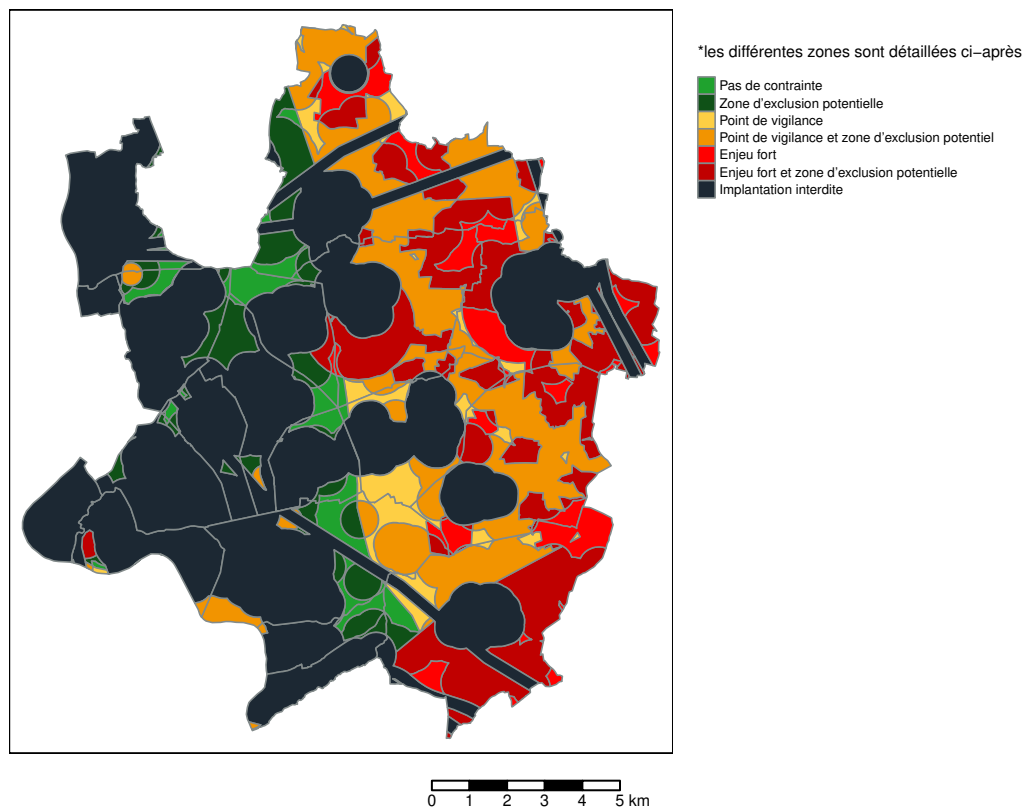 *les différentes zones sont détaillées ci−après
Pas de contrainte
Zone d'exclusion potentielle
Point de vigilance
Point de vigilance et zone d'exclusion potentiel
Enjeu fort
Enjeu fort et zone d'exclusion potentielle
Implantation interdite
0 1 2 3 4 5 km